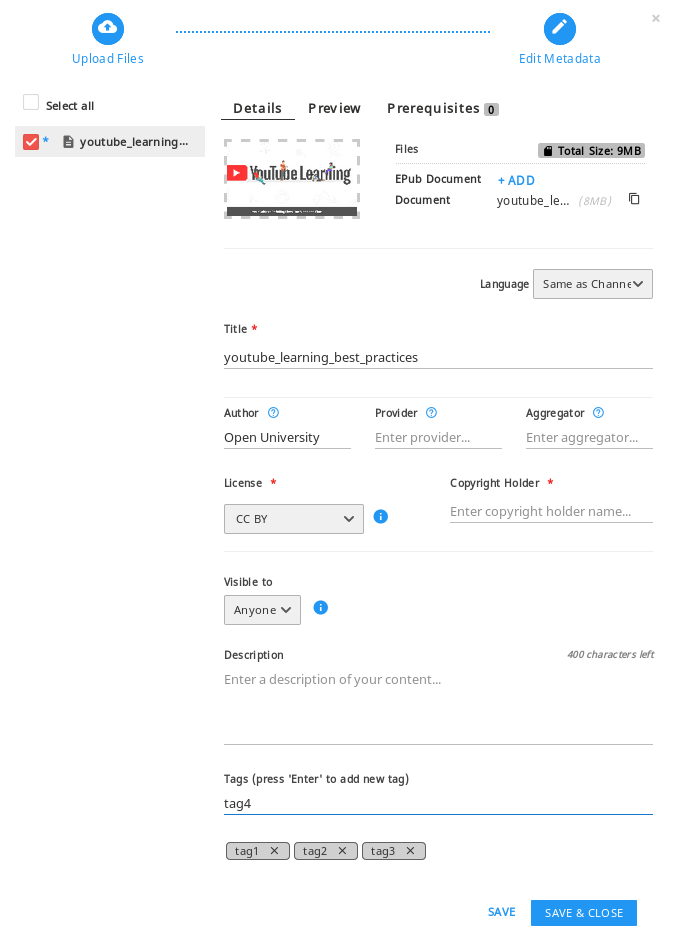 ×
Upload Files
Edit Metadata
Select all
* youtube_learning...
Details Preview Prerequisites 0
YouTube Learning
Files
Total Size: 9MB
EPub Document + ADD
Document youtube_le... (8MB)
Language Same as Channe
Title *
youtube_learning_best_practices
Author Provider Aggregator
Open University Enter provider... Enter aggregator...
License * Copyright Holder *
CC BY Enter copyright holder name...
Visible to
Anyone
Description 400 characters left
Enter a description of your content...
Tags (press 'Enter' to add new tag)
tag4
tag1 × tag2 × tag3 ×
SAVE SAVE & CLOSE